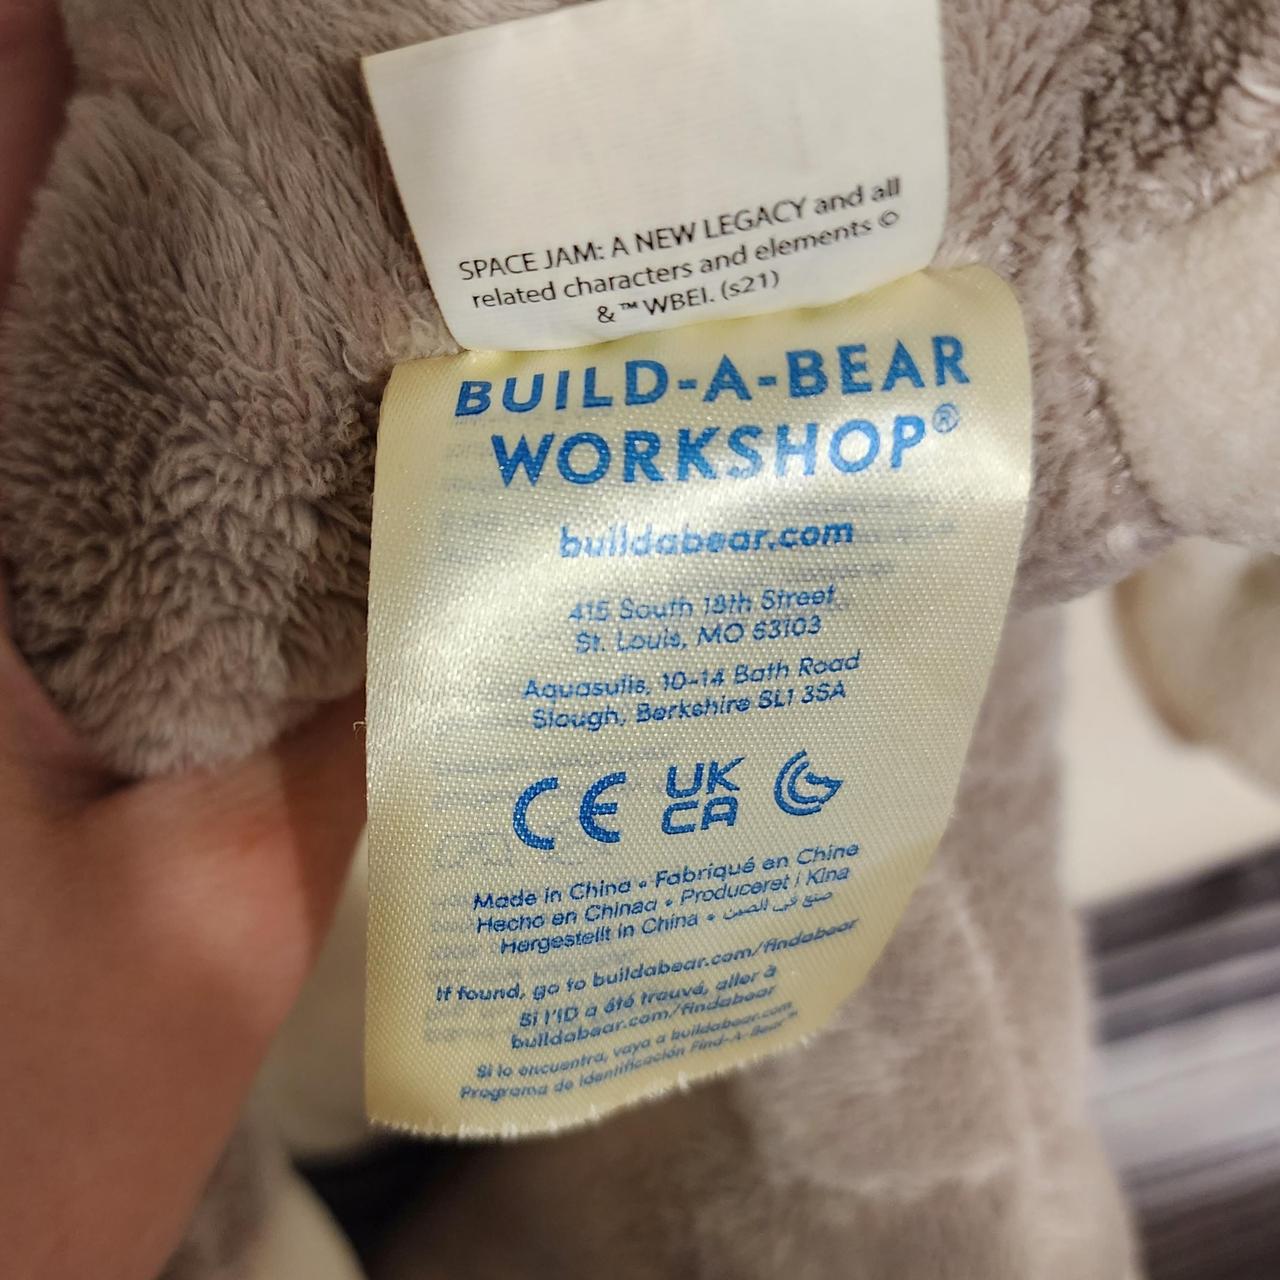 SPACE JAM: A NEW LEGACY and all
related characters and elements ©
& ™ WBEI. (s21)
BUILD-A-BEAR
WORKSHOP®
buildabear.com
415 South 18th Street
St. Louis, MO 63103
Aquasulis, 10-14 Bath Road
Slough, Berkshire SL1 3SA
CE UK
CA
Made in China • Fabriqué en Chine
Hecho en Chinaa • Produceret i Kina
Hergestellt in China • صنع في الصين
If found, go to buildabear.com/findabear
Si l'ID a été trouvé, aller à
buildabear.com/findabear
Si lo encuentra, vaya a buildabear.com
Programa de identificación Find-A-Bear™